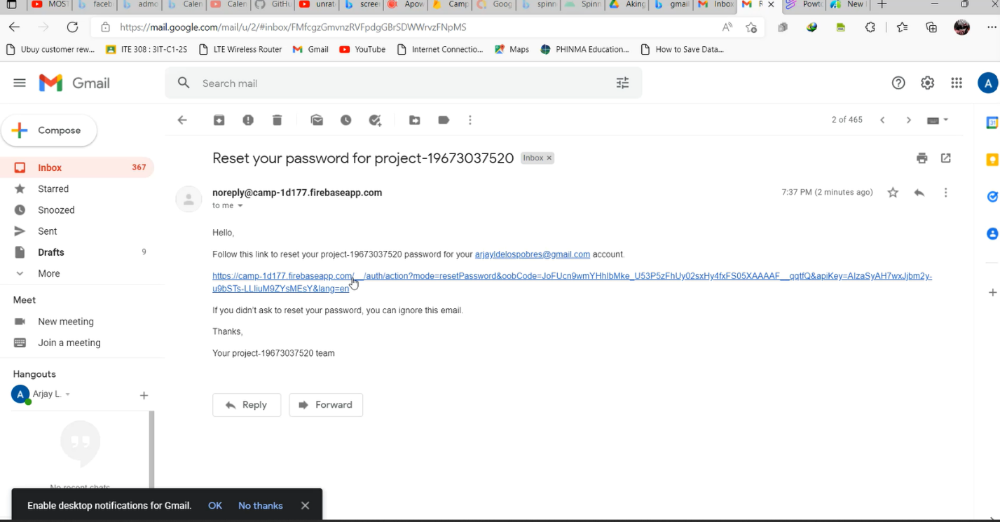 MOST
faceb
admo
Calen
Calen
GitHu
unrat
scree
Apow
Camp
Goog
spinn
Spinn
Aking
gmail
Inbox
R
Powto
New
https://mail.google.com/mail/u/2/#inbox/FMfcgzGmvnzRVFpdgGBrSDWWrvzFNpMS
Ubuy customer rew...
ITE 308 : 3IT-C1-2S
LTE Wireless Router
Gmail
YouTube
Internet Connectio...
Maps
PHINMA Education...
How to Save Data...
Gmail
Search mail
A
Compose
2 of 465
Inbox 367
Starred
Snoozed
Sent
Drafts 9
More
Meet
New meeting
Join a meeting
Hangouts
A Arjay L.
No recent chats
31
Reset your password for project-19673037520 Inbox ×
noreply@camp-1d177.firebaseapp.com
7:37 PM (2 minutes ago)
to me
Hello,
Follow this link to reset your project-19673037520 password for your arjayldelospobres@gmail.com account.
https://camp-1d177.firebaseapp.com/__/auth/action?mode=resetPassword&oobCode=JoFUcn9wmYHhIbMke_U53P5zFhUy02sxHy4fxFS05XAAAAF__qqtfQ&apiKey=AIzaSyAH7wxJjbm2y-
u9bSTs-LLliuM9ZYsMEsY&lang=en
If you didn't ask to reset your password, you can ignore this email.
Thanks,
Your project-19673037520 team
Reply
Forward
Enable desktop notifications for Gmail. OK No thanks